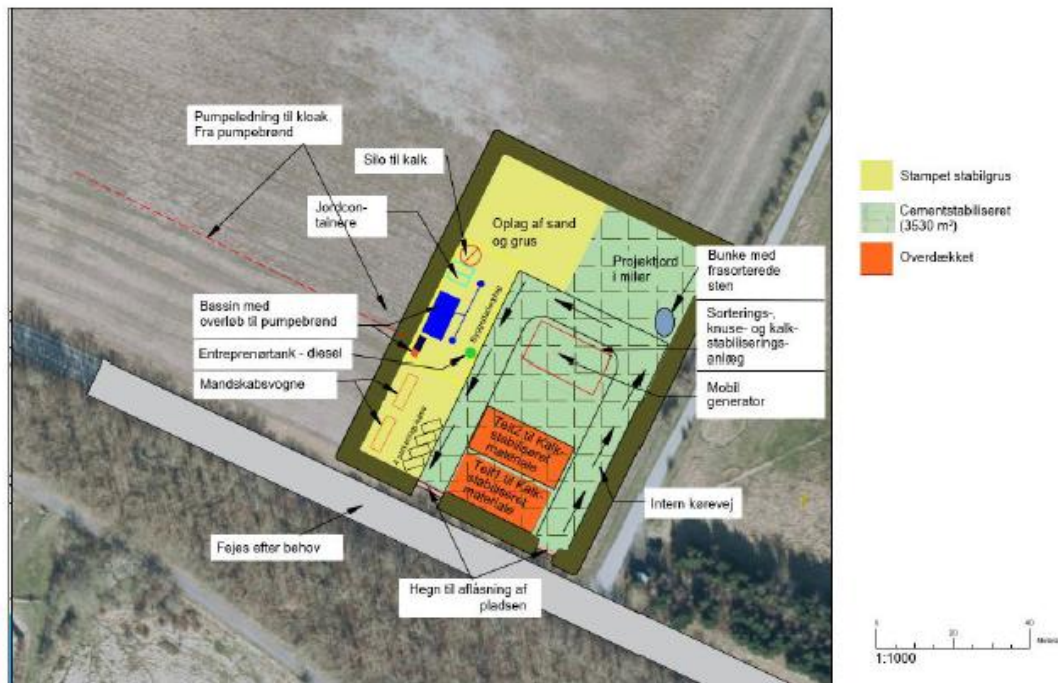 Pumpeledning til kloak.
Fra pumpebrønd
Silo til kalk
Jordcon-
tainere
Oplag af sand
og grus
Projektjord
i miler
Bassin med
overløb til pumpebrønd
Entreprenørtank - diesel
Mandskabsvogne
Telt2 til Kalk-
stabiliseret
materiale
Telt1 til Kalk-
stabiliseret
materiale
Bunke med
frasorterede
sten
Sorterings-,
knuse- og kalk-
stabiliserings-
anlæg
Mobil
generator
Intern kørevej
Fejes efter behov
Hegn til aflåsning af
pladsen
Stampet stabilgrus
Cementstabiliseret
(3530 m²)
Overdækket
20
40
1:1000